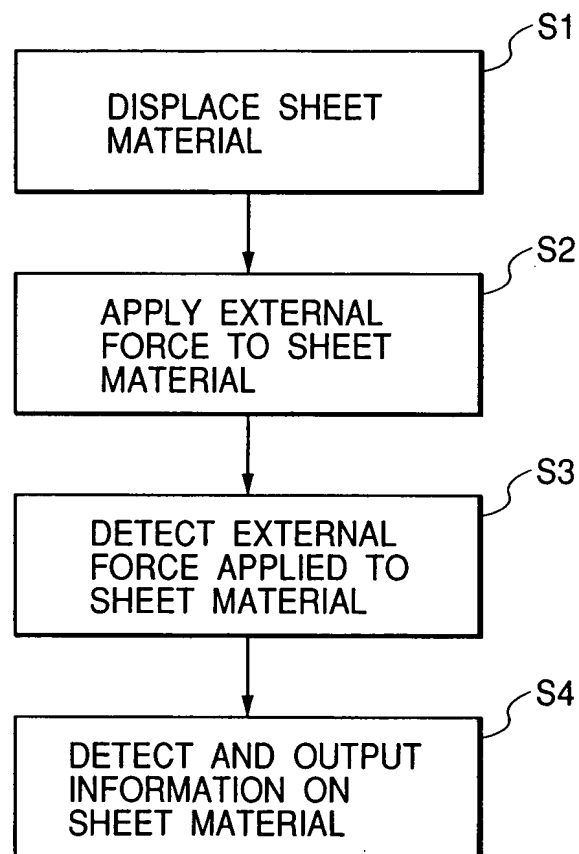 S1
DISPLACE SHEET
MATERIAL
S2
APPLY EXTERNAL
FORCE TO SHEET
MATERIAL
S3
DETECT EXTERNAL
FORCE APPLIED TO
SHEET MATERIAL
S4
DETECT AND OUTPUT
INFORMATION ON
SHEET MATERIAL